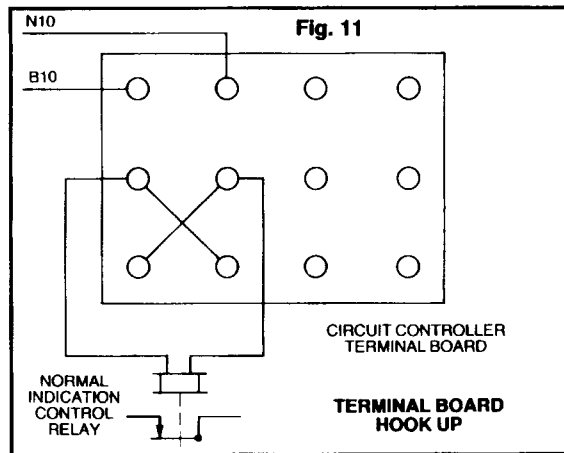 N10
Fig. 11
B10
CIRCUIT CONTROLLER
TERMINAL BOARD
NORMAL
INDICATION
CONTROL
RELAY
TERMINAL BOARD
HOOK UP